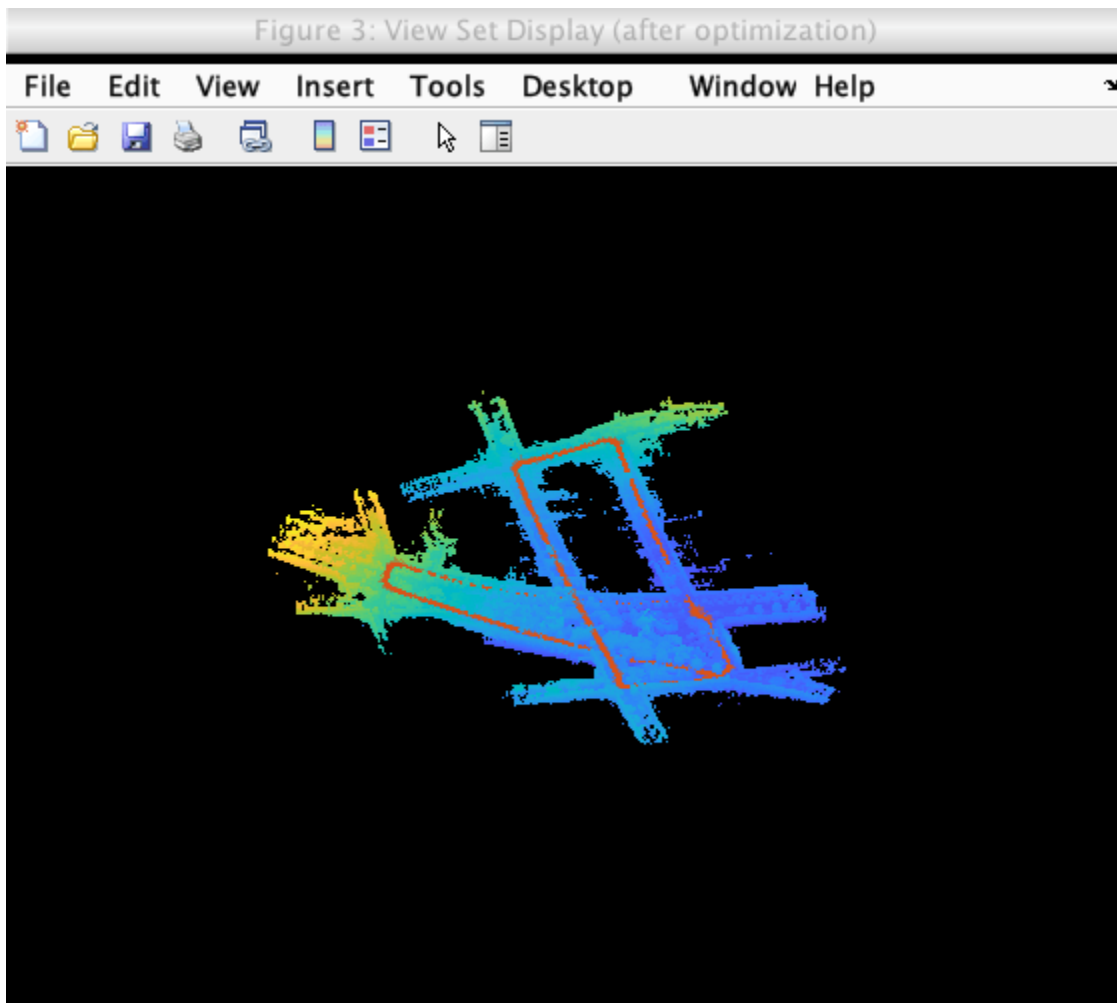 Figure 3: View Set Display (after optimization)
File Edit View Insert Tools Desktop Window Help